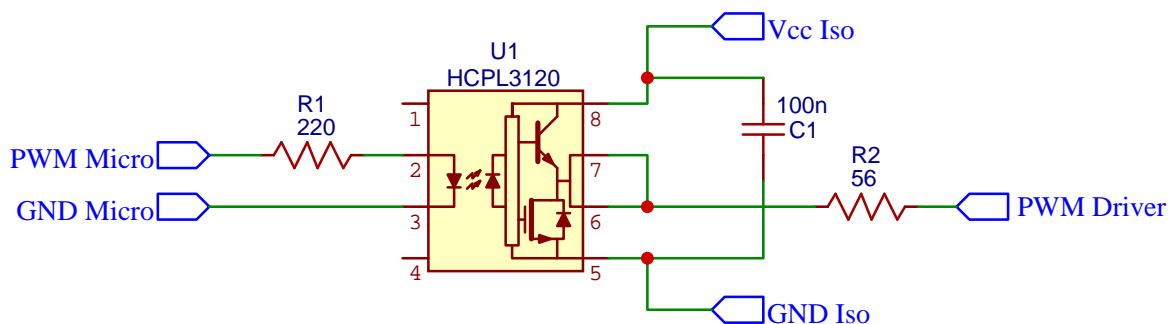 Vcc Iso
U1
HCPL3120
R1
220
100n
C1
1
8
PWM Micro
2
7
R2
56
GND Micro
3
6
PWM Driver
4
5
GND Iso